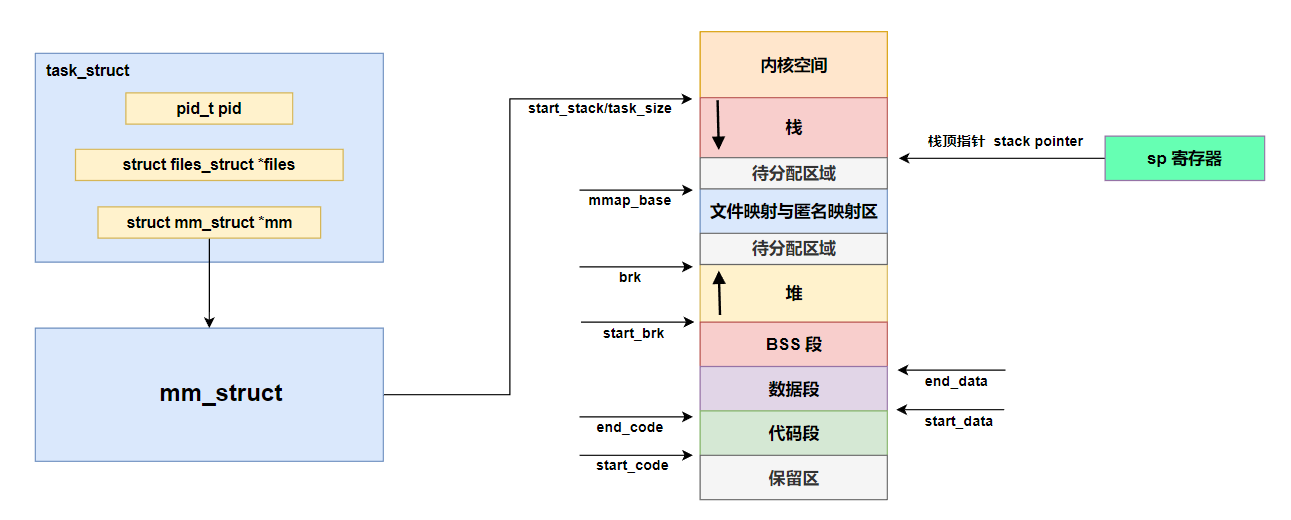 task_struct
pid_t pid
struct files_struct *files
struct mm_struct *mm
mm_struct
内核空间
start_stack/task_size
栈
栈顶指针 stack pointer
sp 寄存器
待分配区域
mmap_base
文件映射与匿名映射区
待分配区域
brk
堆
start_brk
BSS 段
end_data
数据段
start_data
end_code
代码段
start_code
保留区